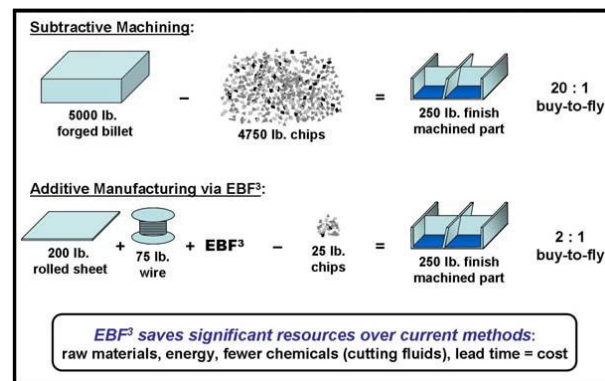 Subtractive Machining:
5000 lb.
forged billet
–
4750 lb. chips
=
250 lb. finish
machined part
20 : 1
buy-to-fly
Additive Manufacturing via EBF³:
200 lb.
rolled sheet
+
75 lb.
wire
+ EBF³
–
25 lb.
chips
=
250 lb. finish
machined part
2 : 1
buy-to-fly
EBF³ saves significant resources over current methods:
raw materials, energy, fewer chemicals (cutting fluids), lead time = cost